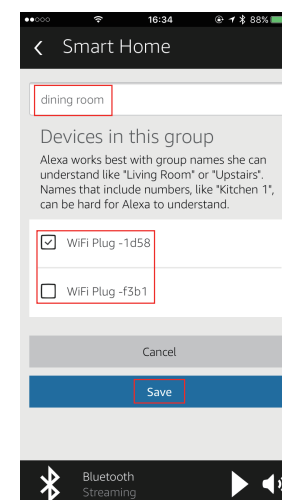 16:34
88%
Smart Home
dining room
Devices in this group
Alexa works best with group names she can
understand like "Living Room" or "Upstairs".
Names that include numbers, like "Kitchen 1",
can be hard for Alexa to understand.
WiFi Plug -1d58
WiFi Plug -f3b1
Cancel
Save
Bluetooth
Streaming